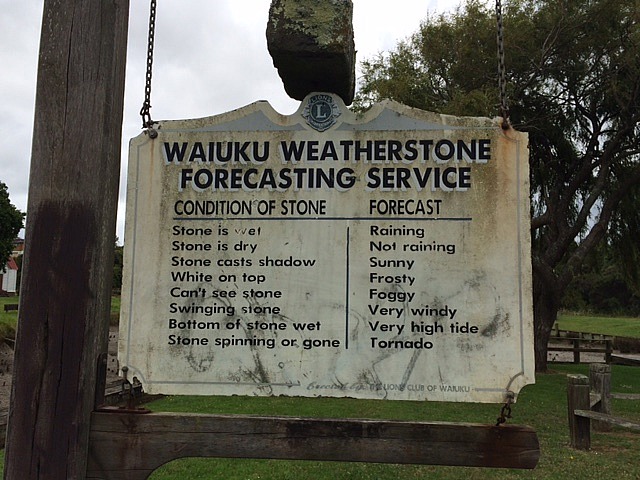 L
WAIUKU WEATHERSTONE
FORECASTING SERVICE
CONDITION OF STONE FORECAST
Stone is wet Raining
Stone is dry Not raining
Stone casts shadow Sunny
White on top Frosty
Can't see stone Foggy
Swinging stone Very windy
Bottom of stone wet Very high tide
Stone spinning or gone Tornado
LIONS CLUB OF WAIUKU